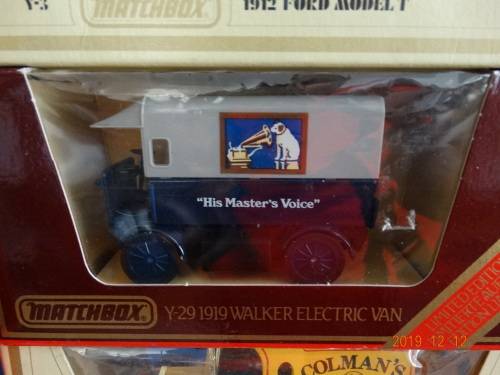 Y-3 MATCHBOX 1912 FORD MODEL T
"His Master's Voice"
MATCHBOX Y-29 1919 WALKER ELECTRIC VAN
LIMITED EDITION
2019 12 12
COLMAN'S